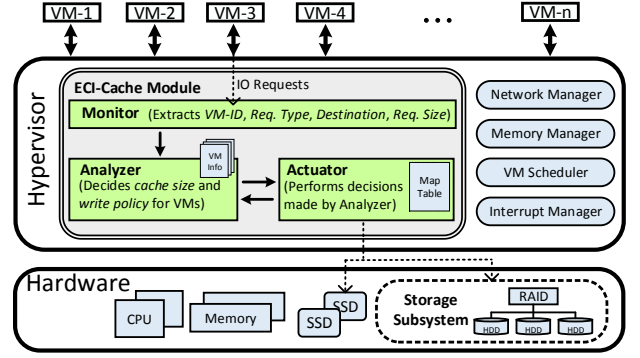 VM-1 VM-2 VM-3 VM-4 ... VM-n
Hypervisor
ECI-Cache Module
IO Requests
Monitor (Extracts VM-ID, Req. Type, Destination, Req. Size)
Analyzer
(Decides cache size and
write policy for VMs)
VM
Info
Actuator
(Performs decisions
made by Analyzer)
Map
Table
Network Manager
Memory Manager
VM Scheduler
Interrupt Manager
Hardware
CPU
Memory
SSD
SSD
Storage
Subsystem
RAID
HDD HDD HDD